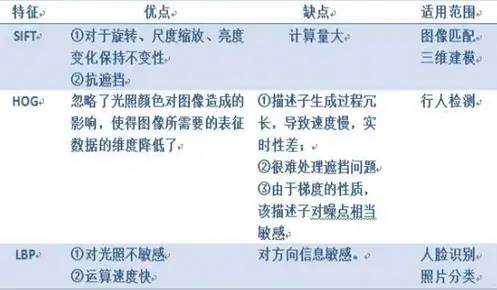 特征 优点 缺点 适用范围
SIFT ①对于旋转、尺度缩放、亮度 计算量大 图像匹配
变化保持不变性 三维建模
②抗遮挡
HOG 忽略了光照颜色对图像造成的 ①描述子生成过程冗 行人检测
影响，使得图像所需要的表征 长，导致速度慢，实
数据的维度降低了 时性差；
②很难处理遮挡问题
③由于梯度的性质，
该描述子对噪点相当
敏感
LBP ①对光照不敏感 对方向信息敏感。 人脸识别
②运算速度快 照片分类